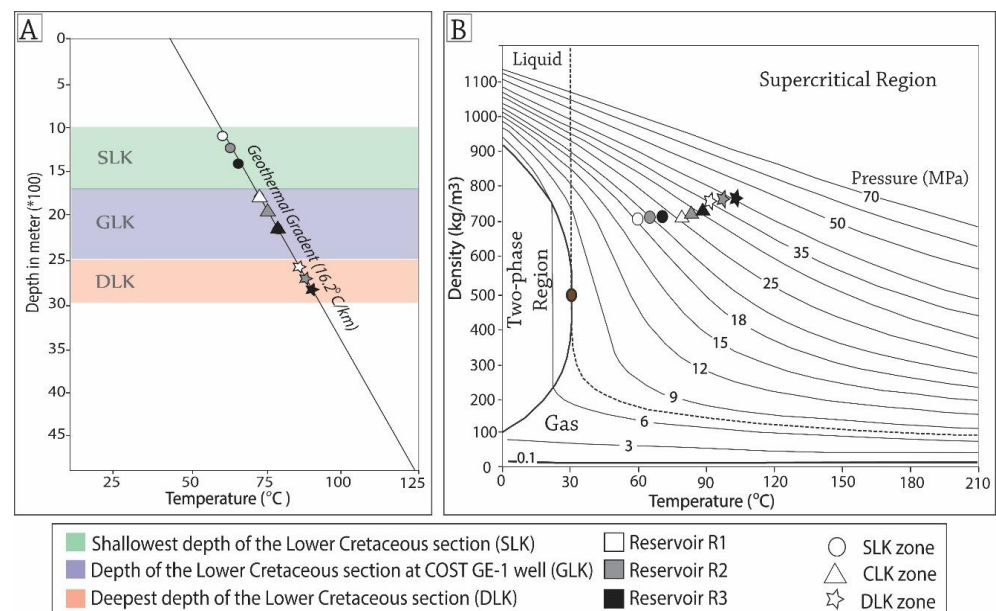 A
Depth in meter (*100)
0
5
10
15
20
25
30
35
40
45
SLK
GLK
DLK
Geothermal Gradent (16.2° C/km)
25
50
75
100
125
Temperature (°C )
B
Density (kg/m3)
1100
1000
900
800
700
600
500
400
300
200
100
0
Liquid
Supercritical Region
Two-phase
Region
Gas
Pressure (MPa)
70
50
35
25
18
15
12
9
6
3
0.1
0
30
60
90
120
150
180
210
Temperature (°C)
Shallowest depth of the Lower Cretaceous section (SLK)
Depth of the Lower Cretaceous section at COST GE-1 well (GLK)
Deepest depth of the Lower Cretaceous section (DLK)
Reservoir R1
Reservoir R2
Reservoir R3
SLK zone
CLK zone
DLK zone